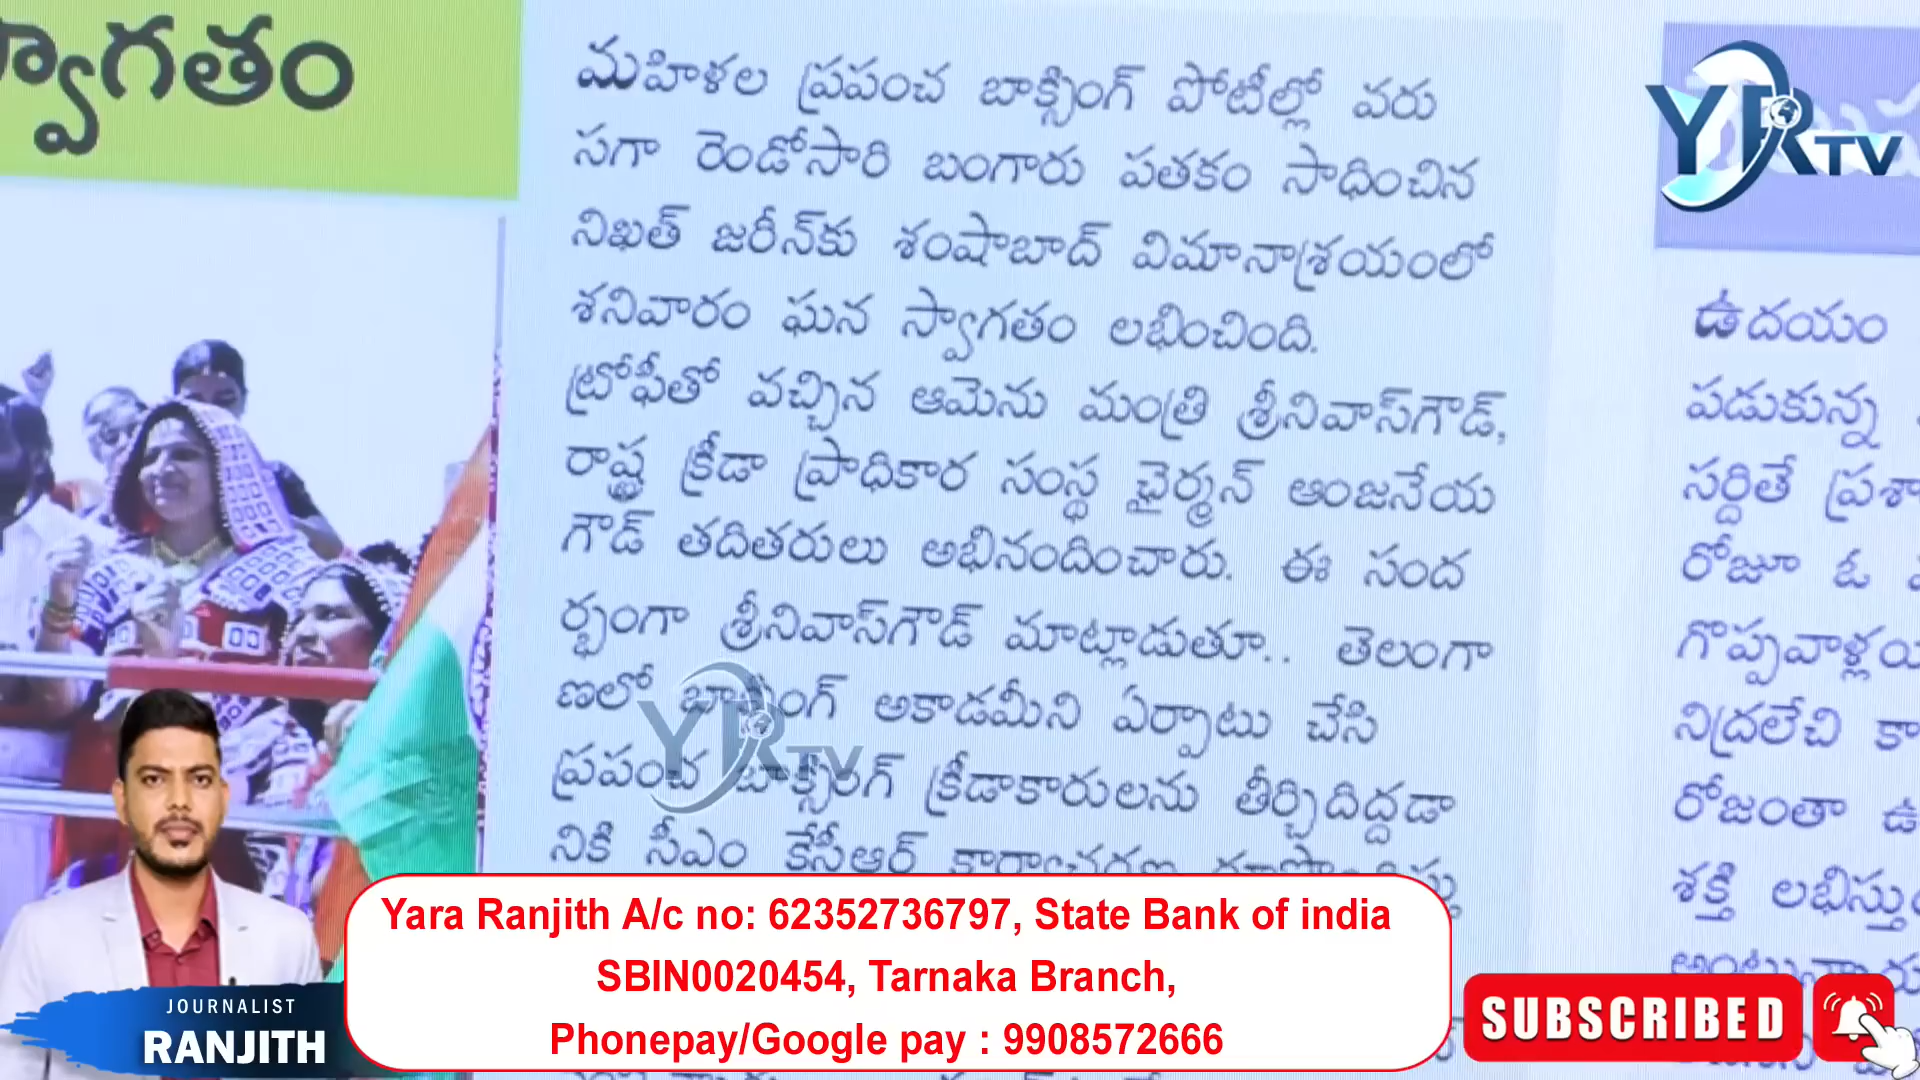 స్వాగతం
మహిళల ప్రపంచ బాక్సింగ్ పోటీల్లో వరు
సగా రెండోసారి బంగారు పతకం సాధించిన
నిఖత్ జరీన్‌కు శంషాబాద్ విమానాశ్రయంలో
శనివారం ఘన స్వాగతం లభించింది.
ట్రోఫీతో వచ్చిన ఆమెను మంత్రి శ్రీనివాస్‌గౌడ్,
రాష్ట్ర క్రీడా ప్రాధికార సంస్థ ఛైర్మన్ ఆంజనేయ
గౌడ్ తదితరులు అభినందించారు. ఈ సంద
ర్భంగా శ్రీనివాస్‌గౌడ్ మాట్లాడుతూ.. తెలంగా
ణలో బాక్సింగ్ అకాడమీని ఏర్పాటు చేసి
ప్రపంచ బాక్సింగ్ క్రీడాకారులను తీర్చిదిద్దడా
నికి సీఎం కేసీఆర్ కార్యాచరణ
YRTV
ఉదయం
పడుకున్న
సర్దితే
రోజూ ఓ
నిద్రలేచి
రోజంతా
శక్తి
YRTV
JOURNALIST
RANJITH
Yara Ranjith A/c no: 62352736797, State Bank of india
SBIN0020454, Tarnaka Branch,
Phonepay/Google pay : 9908572666
SUBSCRIBED